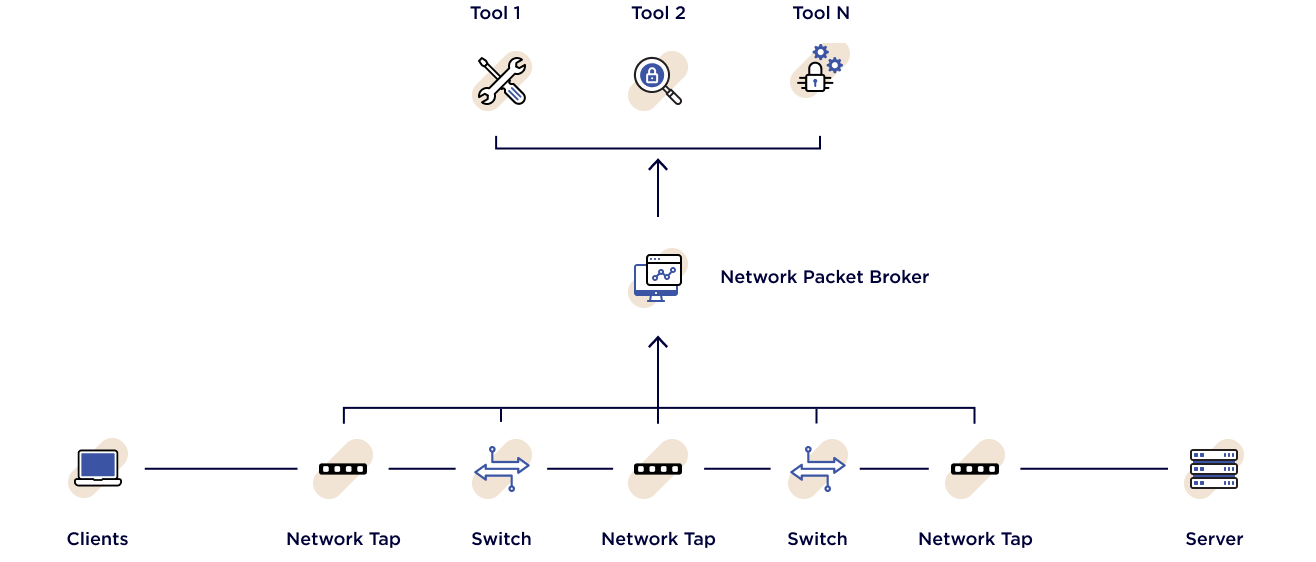 Tool 1
Tool 2
Tool N
Network Packet Broker
Clients
Network Tap
Switch
Network Tap
Switch
Network Tap
Server